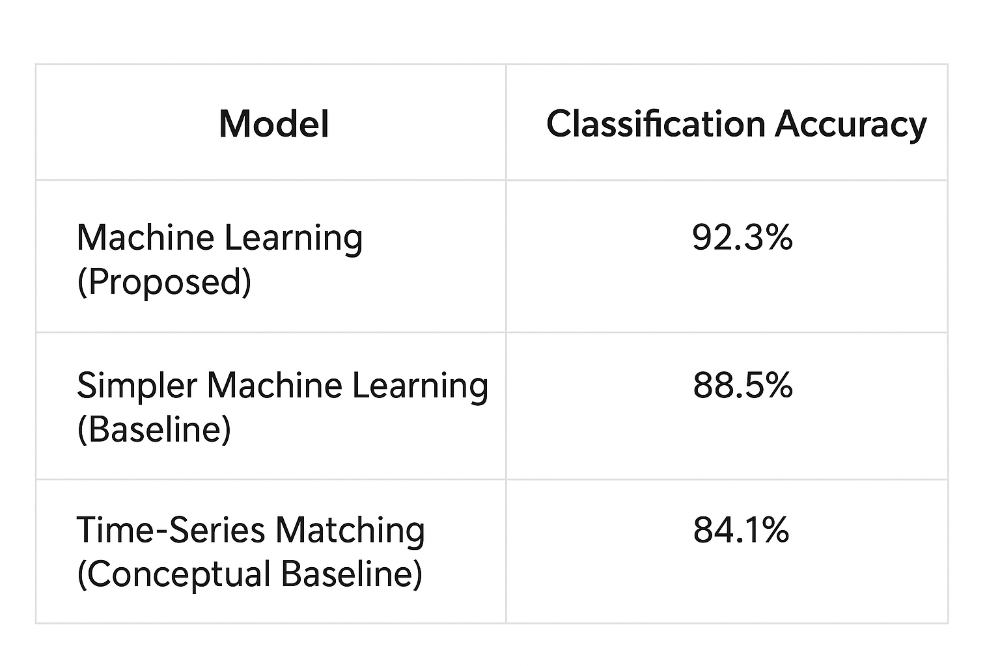 Model
Classification Accuracy
Machine Learning
(Proposed)
92.3%
Simpler Machine Learning
(Baseline)
88.5%
Time-Series Matching
(Conceptual Baseline)
84.1%